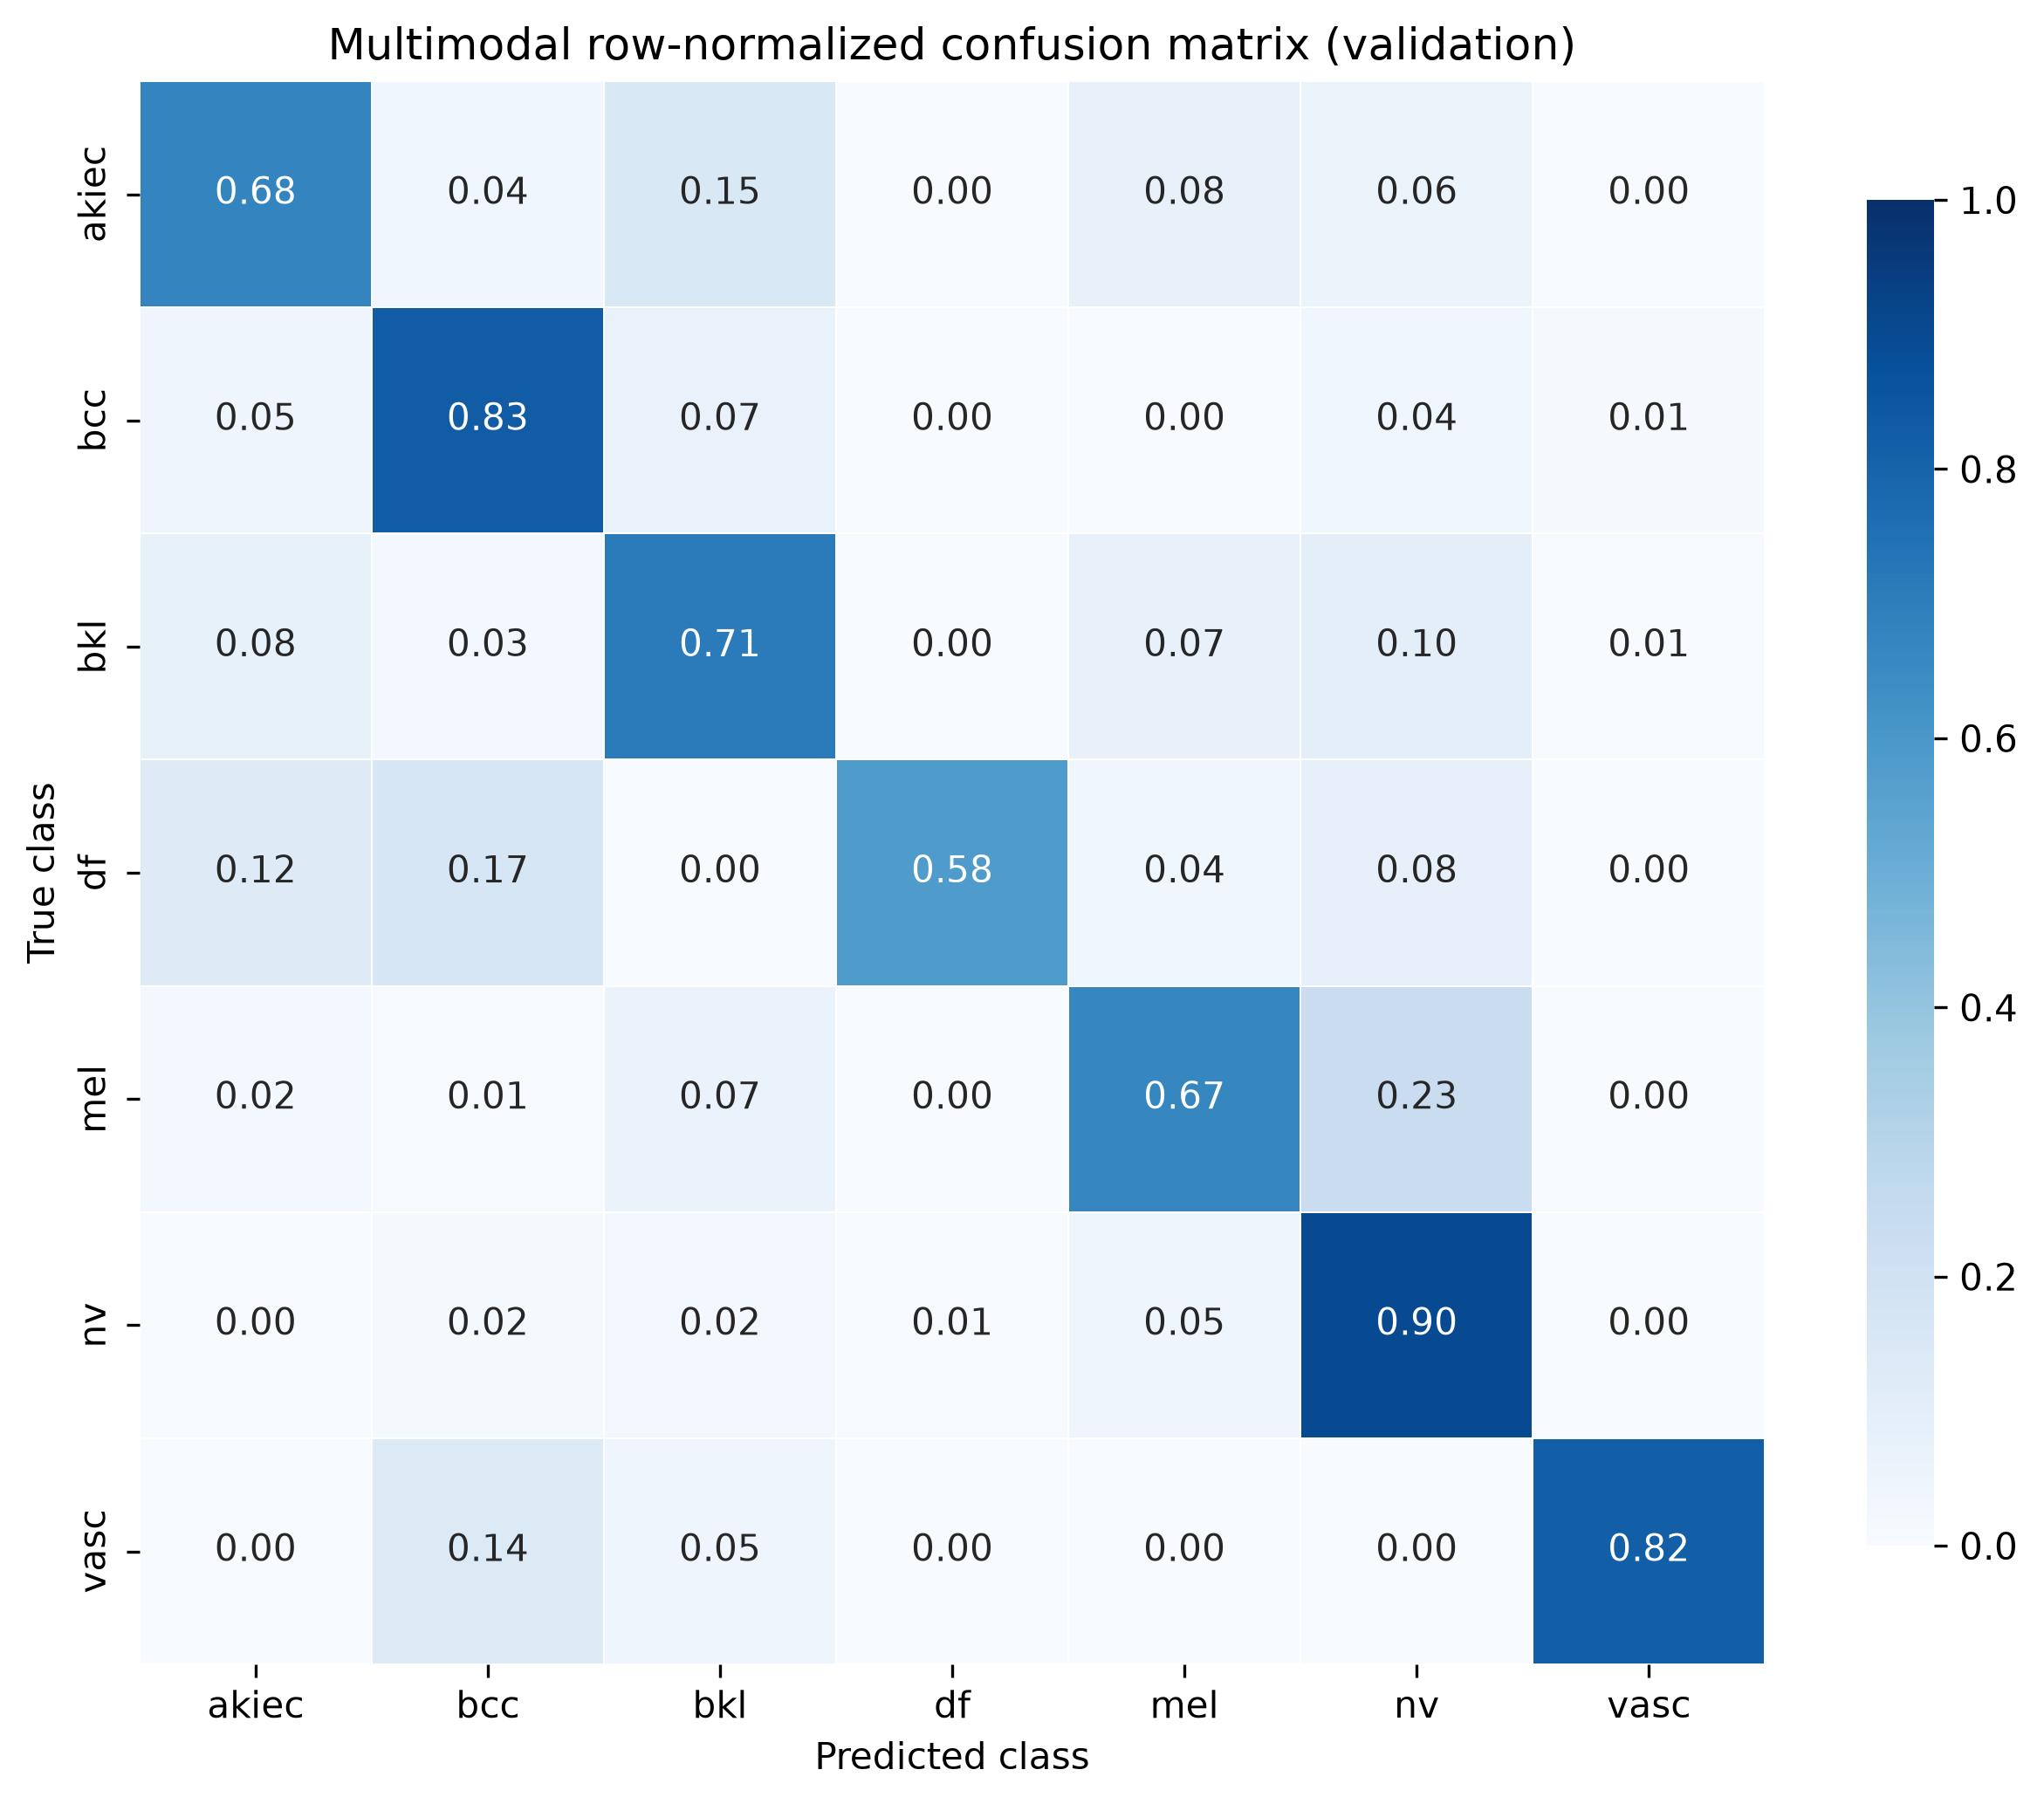 Multimodal row-normalized confusion matrix (validation)
True class
akiec 0.68 0.04 0.15 0.00 0.08 0.06 0.00
bcc 0.05 0.83 0.07 0.00 0.00 0.04 0.01
bkl 0.08 0.03 0.71 0.00 0.07 0.10 0.01
df 0.12 0.17 0.00 0.58 0.04 0.08 0.00
mel 0.02 0.01 0.07 0.00 0.67 0.23 0.00
nv 0.00 0.02 0.02 0.01 0.05 0.90 0.00
vasc 0.00 0.14 0.05 0.00 0.00 0.00 0.82
akiec bcc bkl df mel nv vasc
Predicted class
1.0
0.8
0.6
0.4
0.2
0.0